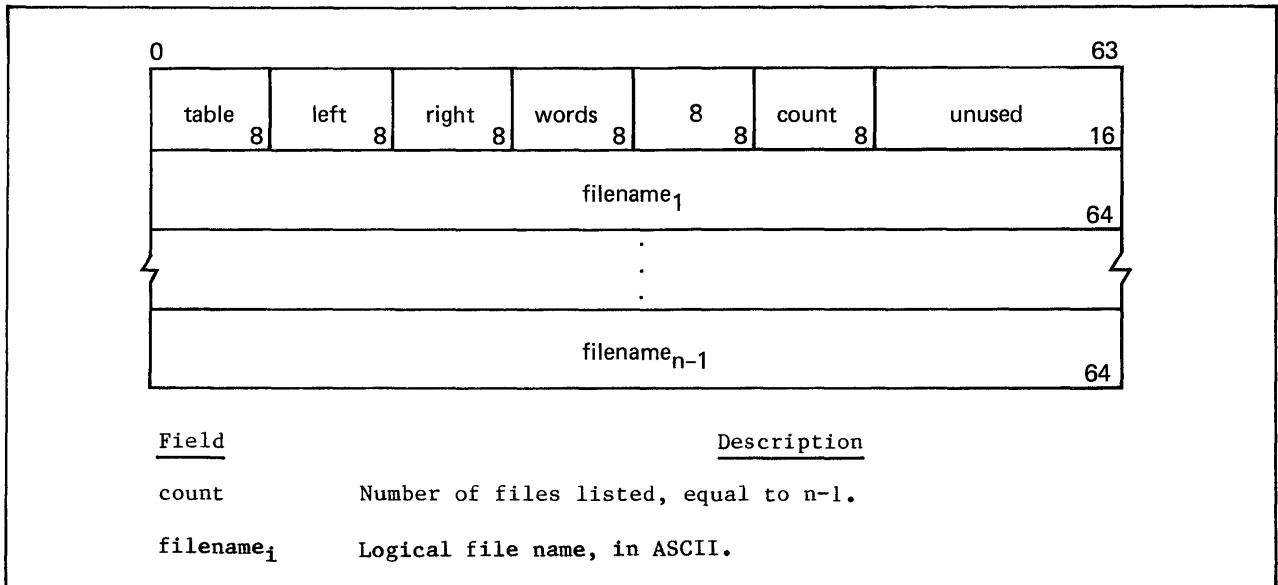 0 63
table left right words 8 count unused
8 8 8 8 8 8 16
filename1
64
.
.
.
filenamen-1
64
Field Description
count Number of files listed, equal to n-1.
filenamei Logical file name, in ASCII.